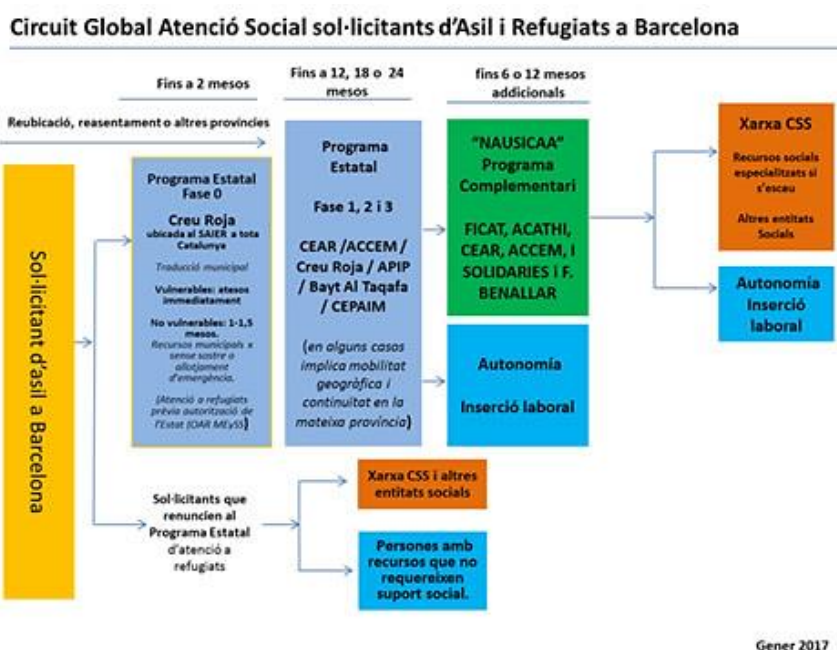 Circuit Global Atenció Social sol·licitants d'Asil i Refugiats a Barcelona
Fins a 2 mesos
Fins a 12, 18 o 24
mesos
fins 6 o 12 mesos
addicionals
Reubicació, reasentament o altres províncies
Sol·licitant d'asil a Barcelona
Programa Estatal
Fase 0
Creu Roja
ubicada al SAIER a tota
Catalunya
Traducció municipal
Vulnerables: atesos
immediatament
No vulnerables: 1-1,5
mesos.
Recursos municipals x
sense sostre o
allotjament
d'emergència.
(Atenció a refugiats
prèvia autorizació de
l'Estat (OAR MEySS)
Programa
Estatal
Fase 1, 2 i 3
CEAR /ACCEM /
Creu Roja / APIP
/ Bayt Al Taqafa
/ CEPAIM
(en alguns casos
implica mobilitat
geogràfica i
continuitat en la
mateixa província)
"NAUSICAA"
Programa
Complementari
FICAT, ACATHI,
CEAR, ACCEM, I
SOLIDARIES i F.
BENALLAR
Autonomía
Inserció laboral
Xarxa CSS
Recursos socials
especialitzats si
s'escau
Altres entitats
Socials
Autonomía
Inserció
laboral
Sol·licitants que
renuncien al
Programa Estatal
d'atenció a
refugiats
Xarxa CSS i altres
entitats socials
Persones amb
recursos que no
requereixen
suport social.
Gener 2017